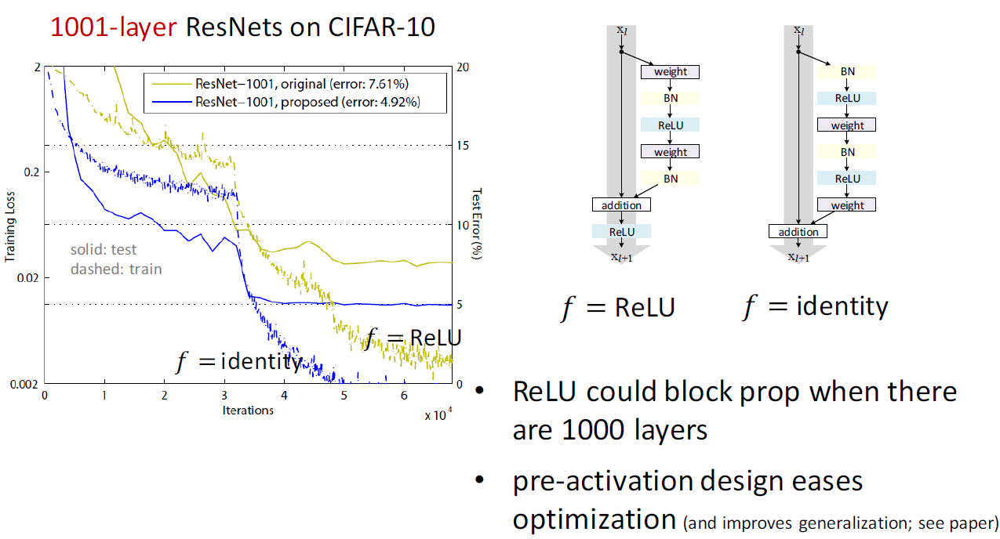 1001-layer ResNets on CIFAR-10
2
0.2
0.02
0.002
Training Loss
ResNet−1001, original (error: 7.61%)
ResNet−1001, proposed (error: 4.92%)
solid: test
dashed: train
20
15
10
5
0
Test Error (%)
f = ReLU
f = identity
0 1 2 3 4 5 6
Iterations
x 10^4
x_l
weight
BN
ReLU
weight
BN
addition
ReLU
x_{l+1}
f = ReLU
x_l
BN
ReLU
weight
BN
ReLU
weight
addition
x_{l+1}
f = identity
• ReLU could block prop when there
are 1000 layers
• pre-activation design eases
optimization (and improves generalization; see paper)